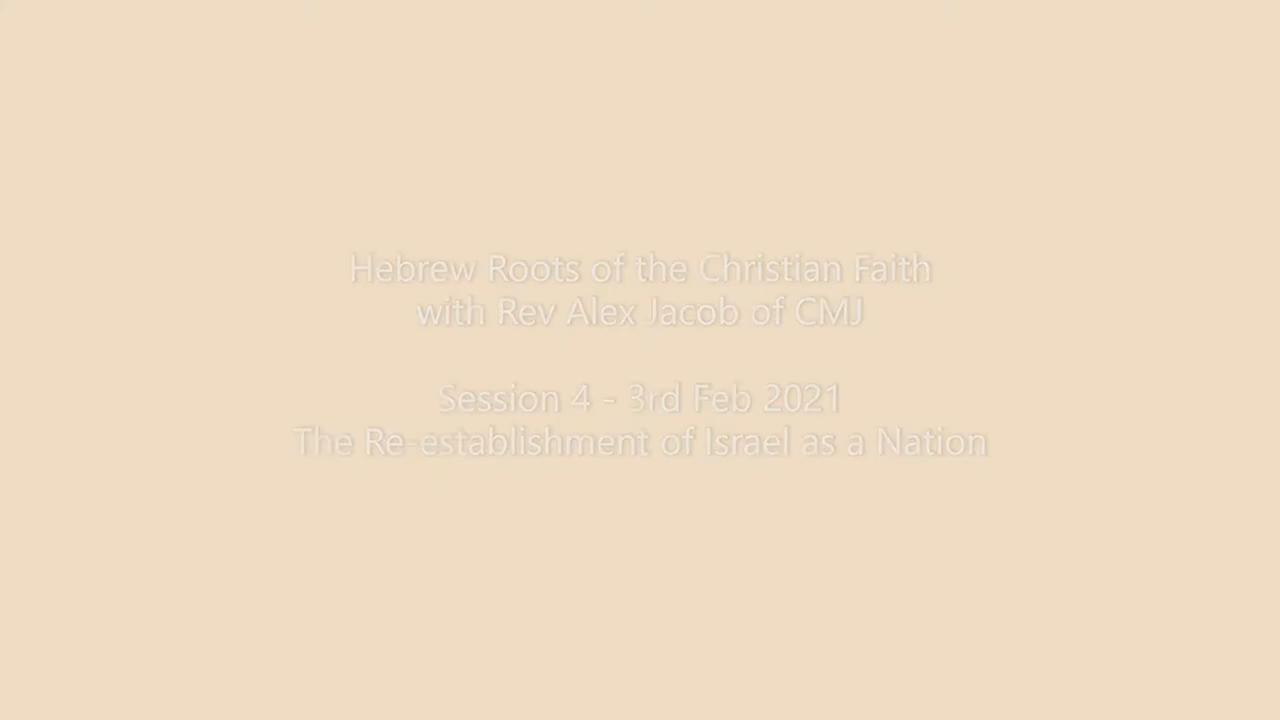 Hebrew Roots of the Christian Faith
with Rev Alex Jacob of CMJ
Session 4 - 3rd Feb 2021
The Re-establishment of Israel as a Nation